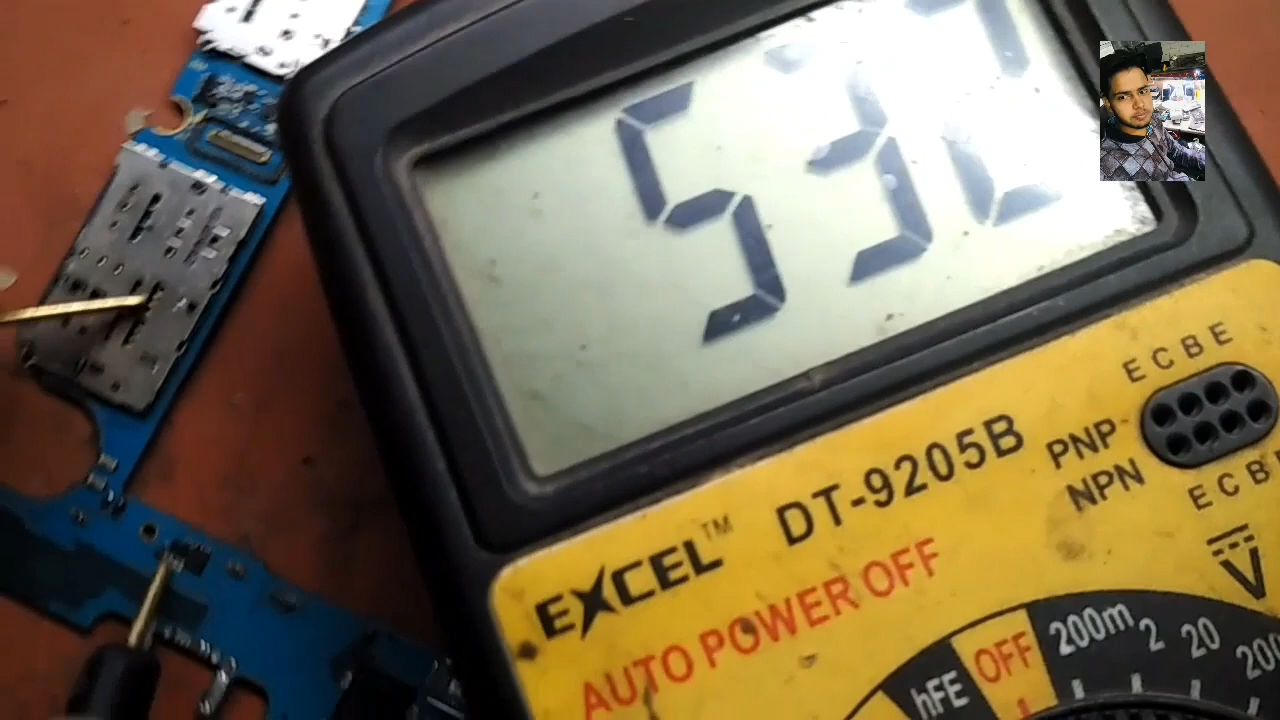 53
E C B E
PNP
NPN
E C B E
EXCEL™ DT-9205B
AUTO POWER OFF
hFE OFF 200m 2 20
V